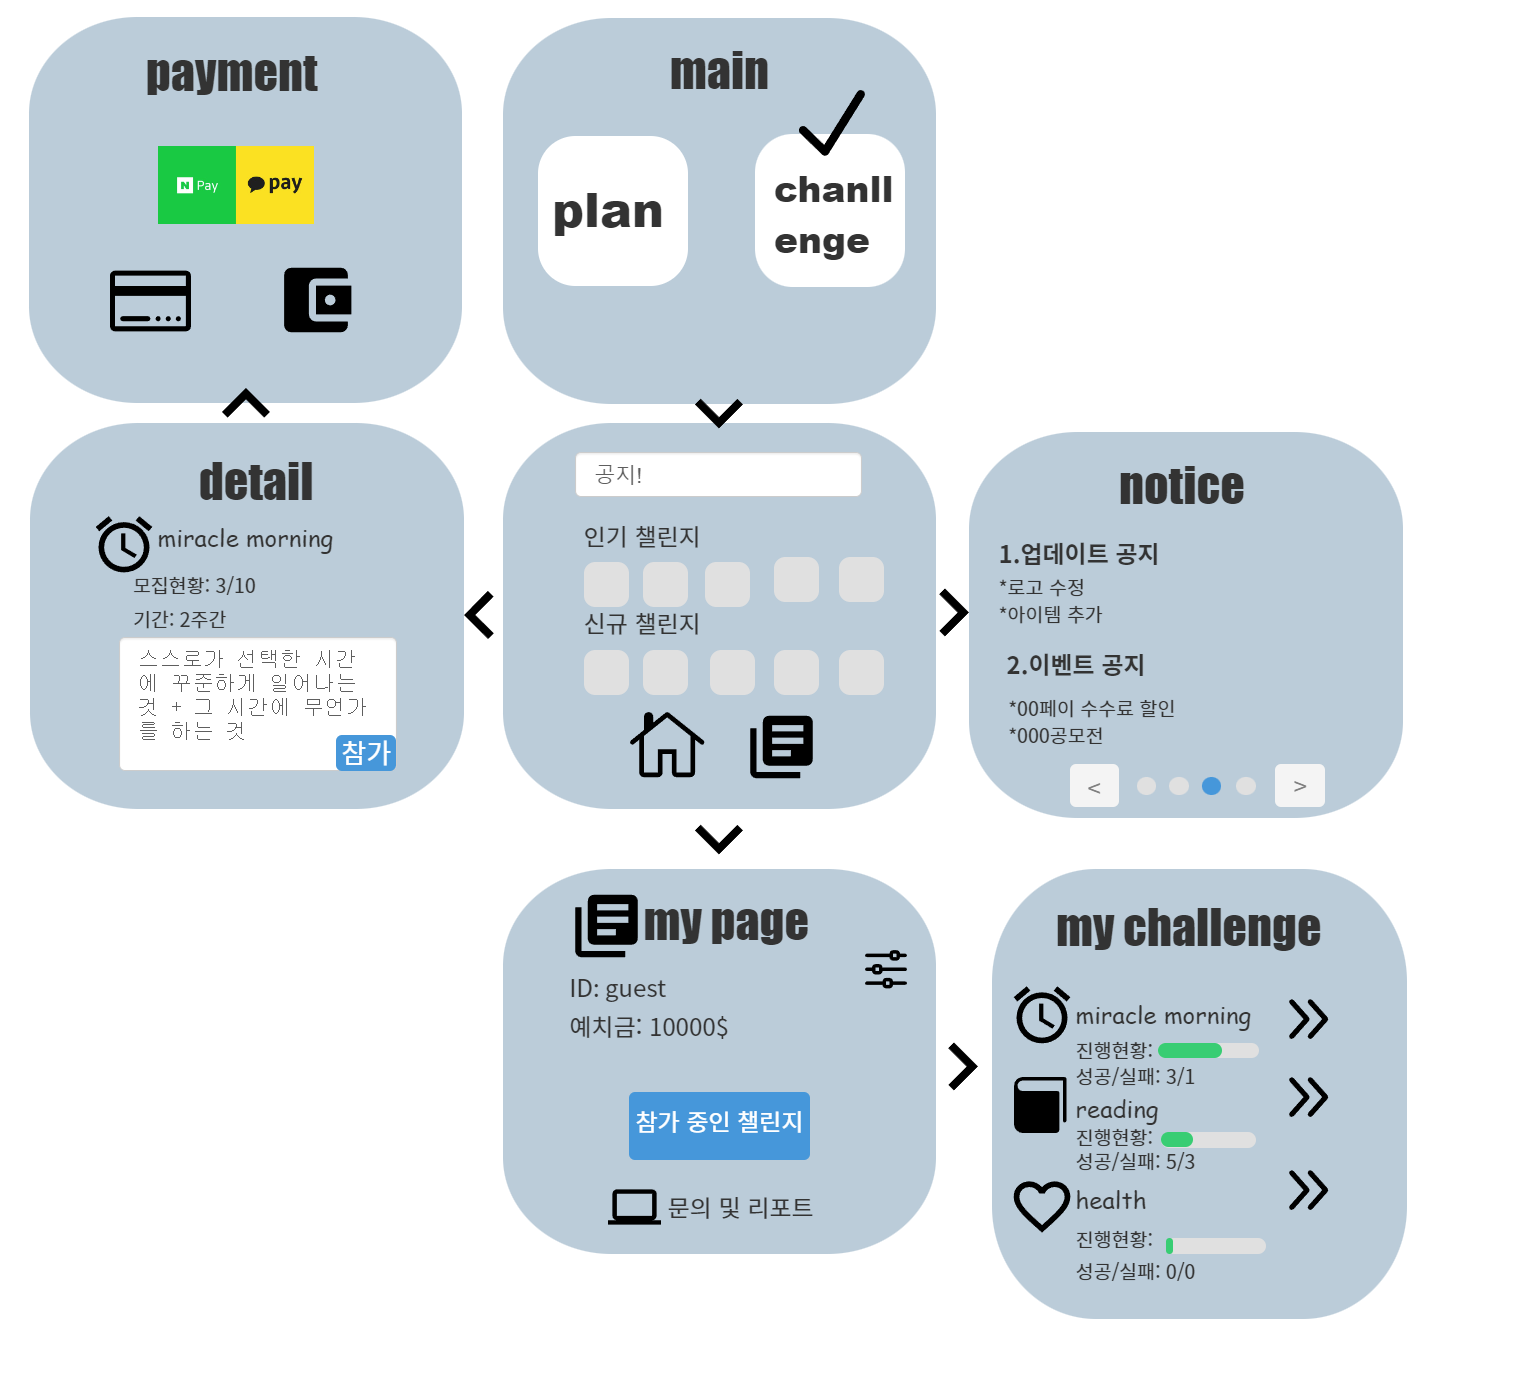 payment
N Pay
pay
main
plan
chanll
enge
detail
miracle morning
모집현황: 3/10
기간: 2주간
스스로가 선택한 시간
에 꾸준하게 일어나는
것 + 그 시간에 무언가
를 하는 것
참가
공지!
인기 챌린지
신규 챌린지
notice
1.업데이트 공지
*로고 수정
*아이템 추가
2.이벤트 공지
*00페이 수수료 할인
*000공모전
<
>
my page
ID: guest
예치금: 10000$
참가 중인 챌린지
문의 및 리포트
my challenge
miracle morning
진행현황:
성공/실패: 3/1
reading
진행현황:
성공/실패: 5/3
health
진행현황:
성공/실패: 0/0